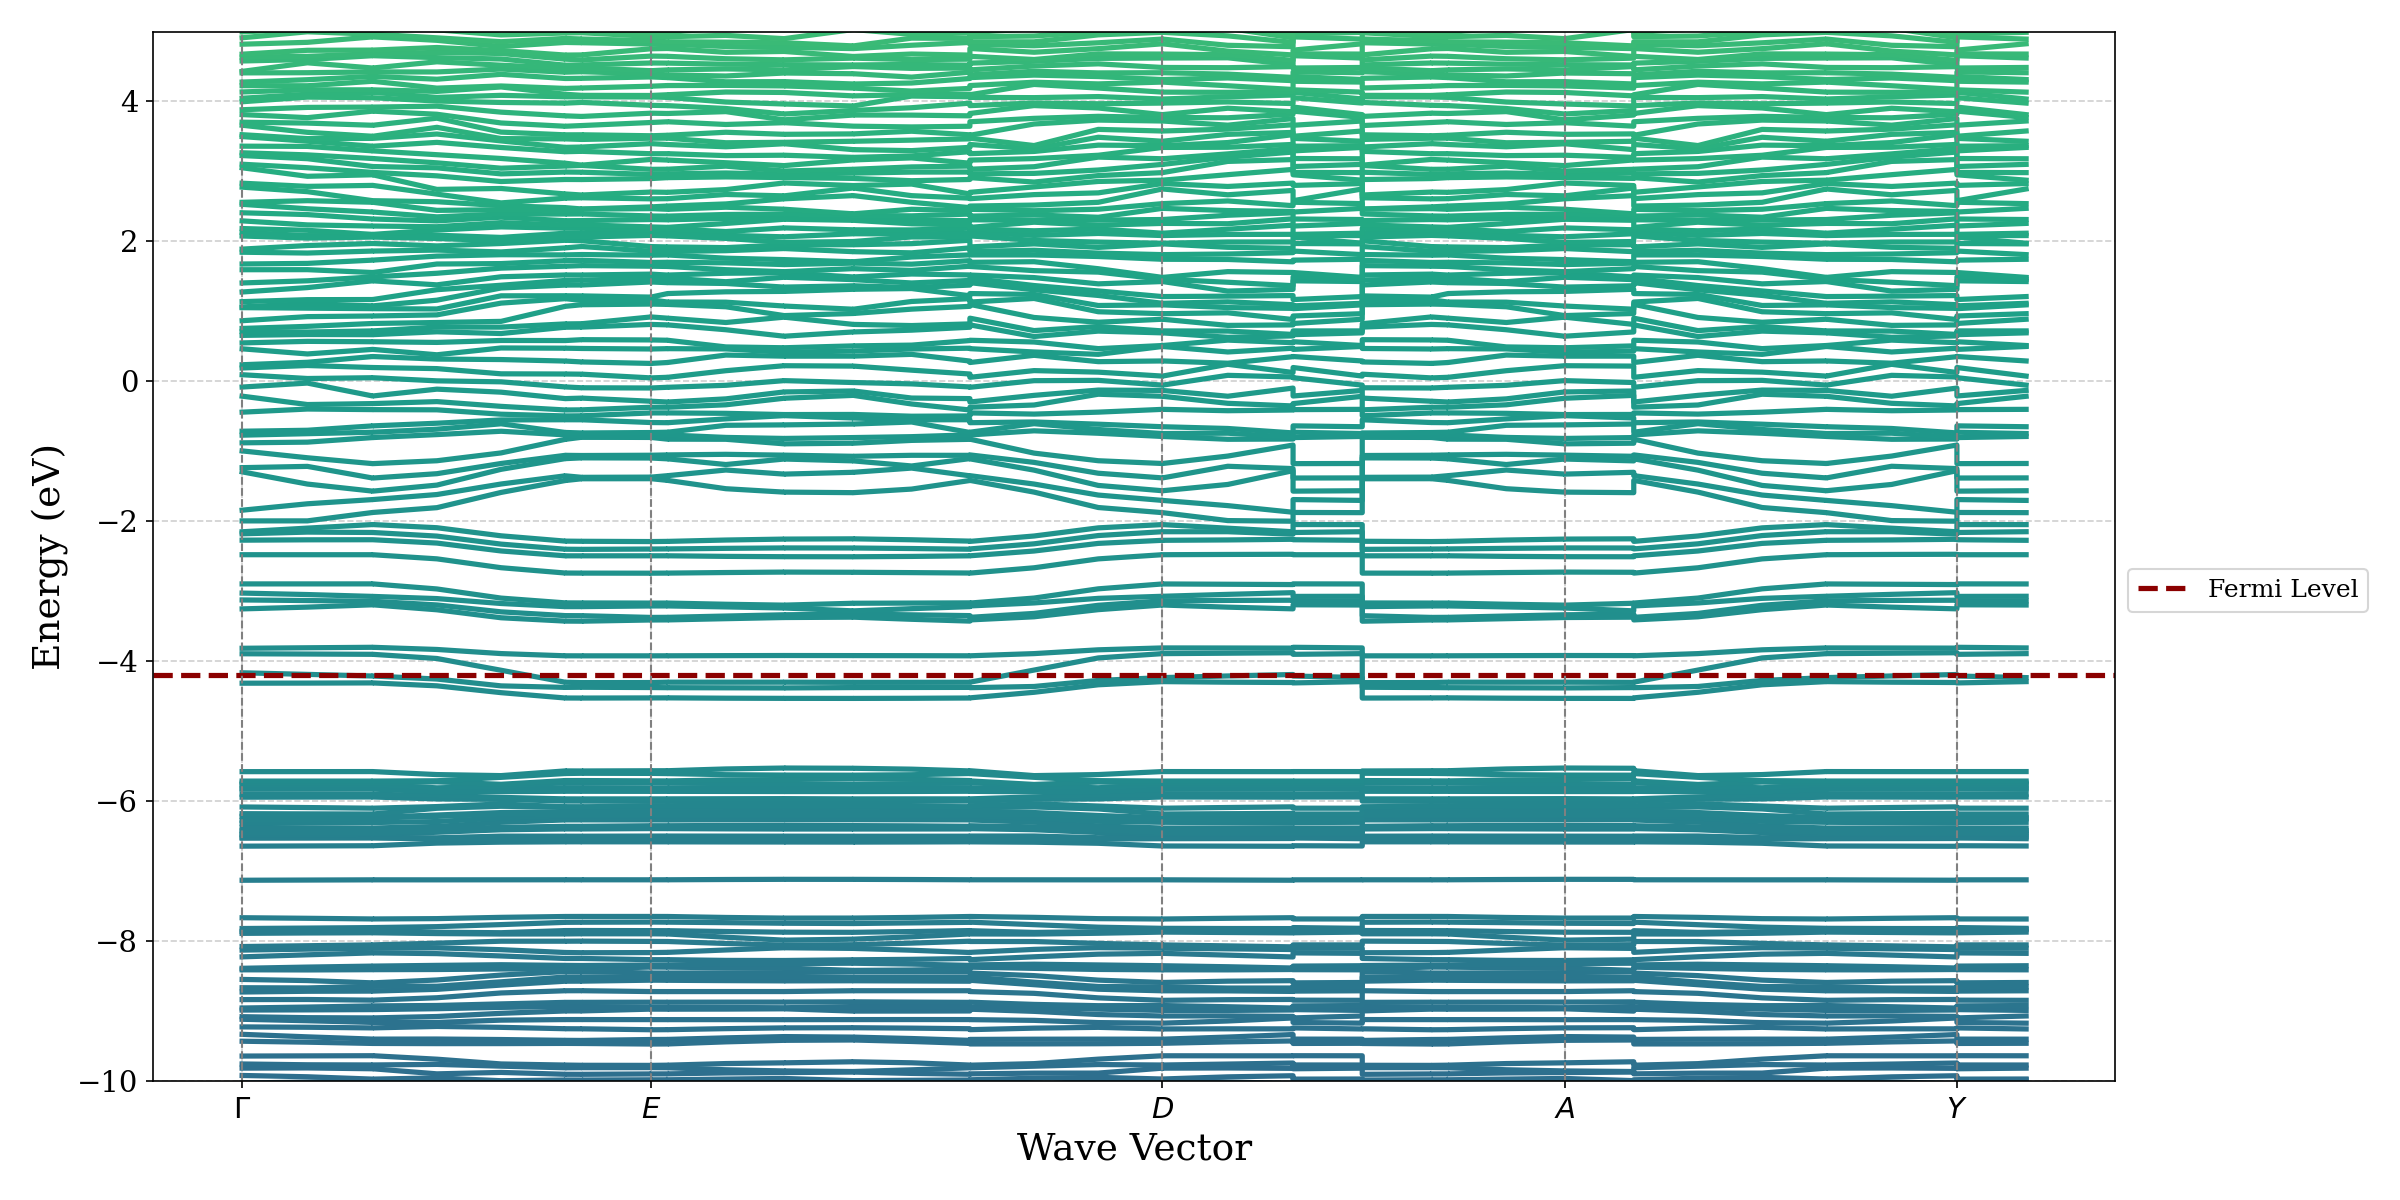 Energy (eV)
4
2
0
−2
−4
−6
−8
−10
Γ
E
D
A
Y
Wave Vector
Fermi Level